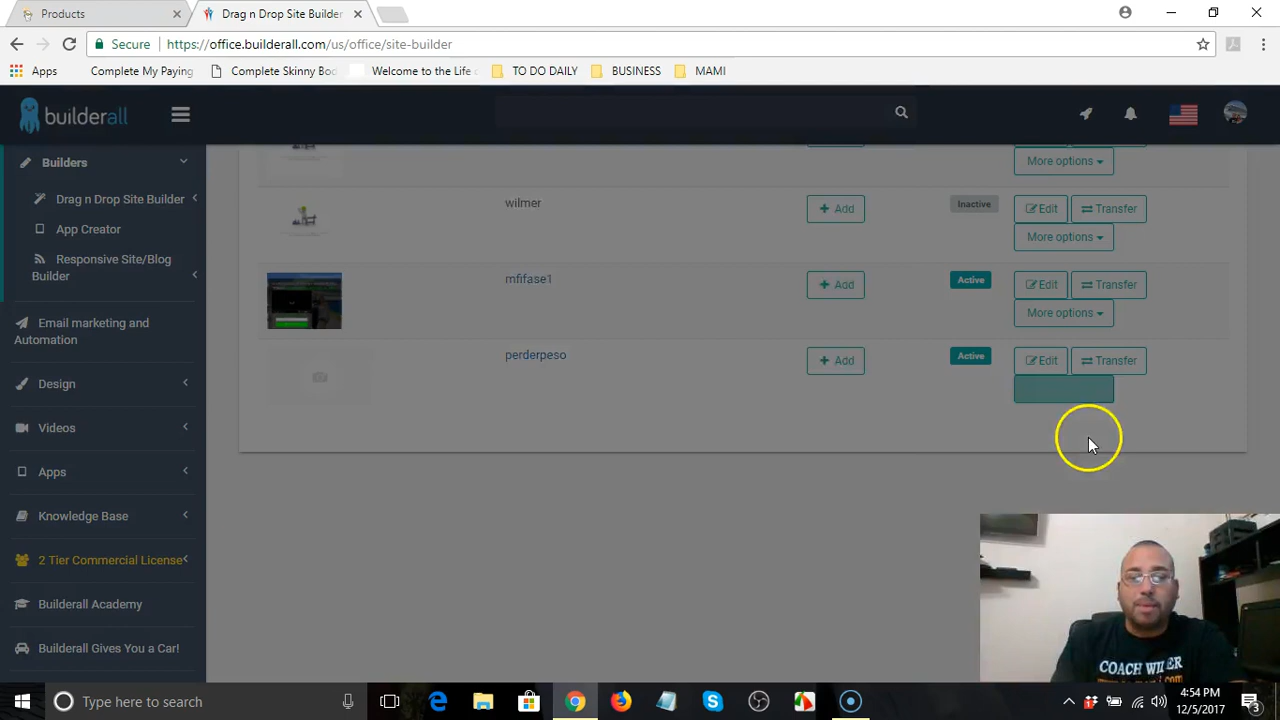 Products
Drag n Drop Site Builder
Secure https://office.builderall.com/us/office/site-builder
Apps Complete My Paying Complete Skinny Bod Welcome to the Life TO DO DAILY BUSINESS MAMI
builderall
Builders
Drag n Drop Site Builder
App Creator
Responsive Site/Blog
Builder
Email marketing and
Automation
Design
Videos
Apps
Knowledge Base
2 Tier Commercial License
Builderall Academy
Builderall Gives You a Car!
More options
wilmer + Add Inactive Edit Transfer
More options
mfifase1 + Add Active Edit Transfer
More options
perderpeso + Add Active Edit Transfer
COACH
Type here to search
4:54 PM
12/5/2017
3